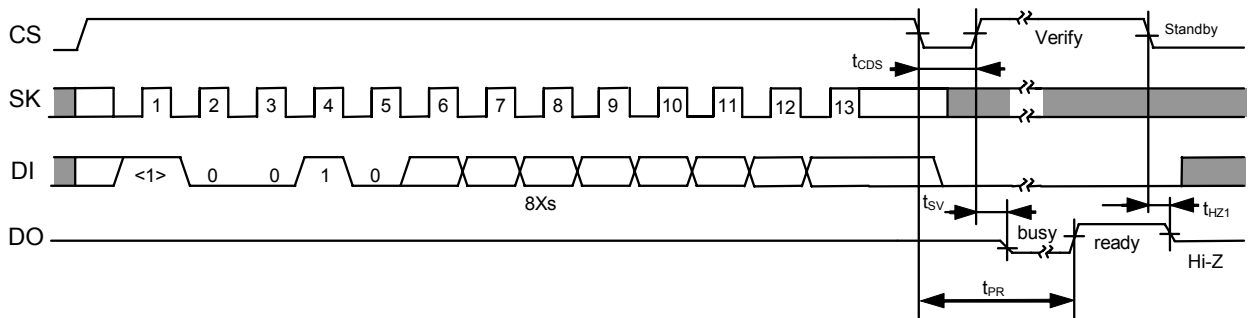 CS
Verify
Standby
tCDS
SK
1 2 3 4 5 6 7 8 9 10 11 12 13
DI
<1> 0 0 1 0
8Xs
tSV
tHZ1
DO
busy
ready
Hi-Z
tPR